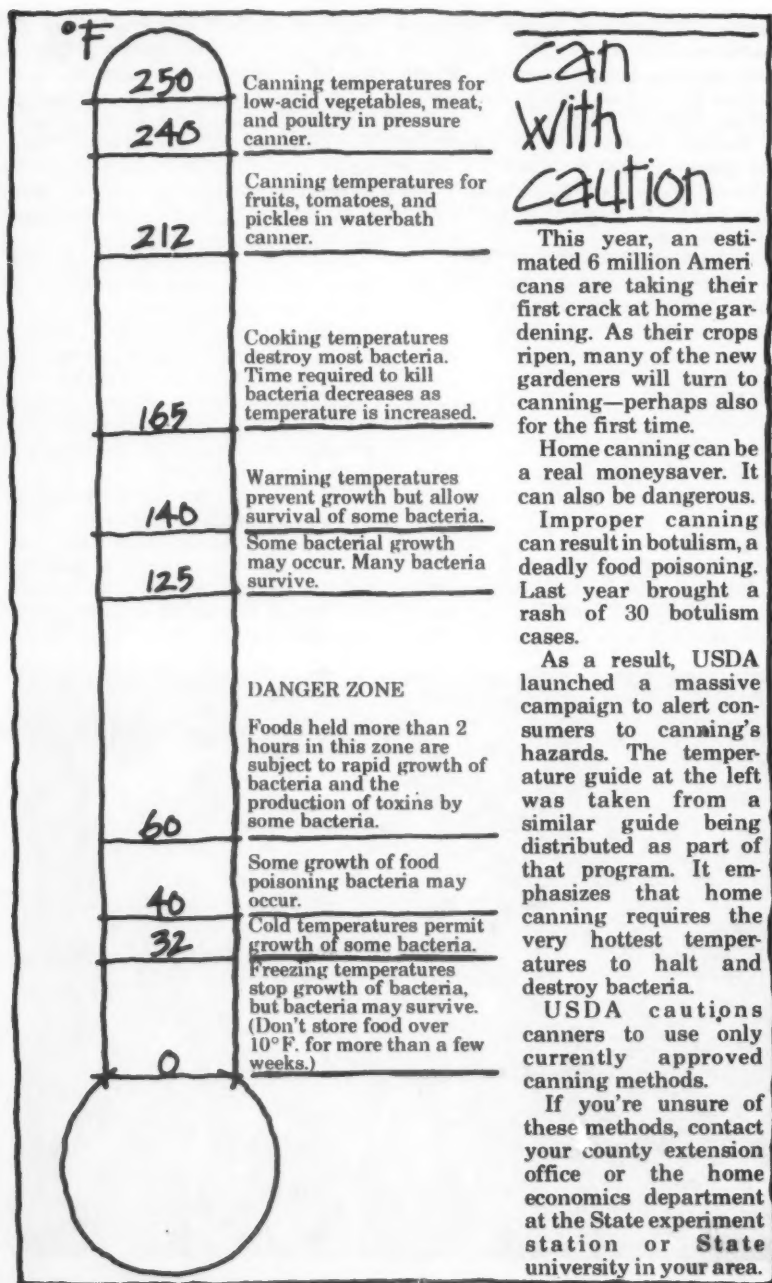 °F
250
Canning temperatures for
low-acid vegetables, meat,
and poultry in pressure
canner.
240
Canning temperatures for
fruits, tomatoes, and
pickles in waterbath
canner.
212
Cooking temperatures
destroy most bacteria.
Time required to kill
bacteria decreases as
temperature is increased.
165
Warming temperatures
prevent growth but allow
survival of some bacteria.
140
Some bacterial growth
may occur. Many bacteria
survive.
125
DANGER ZONE
Foods held more than 2
hours in this zone are
subject to rapid growth of
bacteria and the
production of toxins by
some bacteria.
60
Some growth of food
poisoning bacteria may
occur.
40
Cold temperatures permit
growth of some bacteria.
32
Freezing temperatures
stop growth of bacteria,
but bacteria may survive.
(Don't store food over
10°F. for more than a few
weeks.)
0
can
with
caution
This year, an esti-
mated 6 million Ameri
cans are taking their
first crack at home gar-
dening. As their crops
ripen, many of the new
gardeners will turn to
canning—perhaps also
for the first time.
Home canning can be
a real moneysaver. It
can also be dangerous.
Improper canning
can result in botulism, a
deadly food poisoning.
Last year brought a
rash of 30 botulism
cases.
As a result, USDA
launched a massive
campaign to alert con-
sumers to canning's
hazards. The temper-
ature guide at the left
was taken from a
similar guide being
distributed as part of
that program. It em-
phasizes that home
canning requires the
very hottest temper-
atures to halt and
destroy bacteria.
USDA cautions
canners to use only
currently approved
canning methods.
If you're unsure of
these methods, contact
your county extension
office or the home
economics department
at the State experiment
station or State
university in your area.